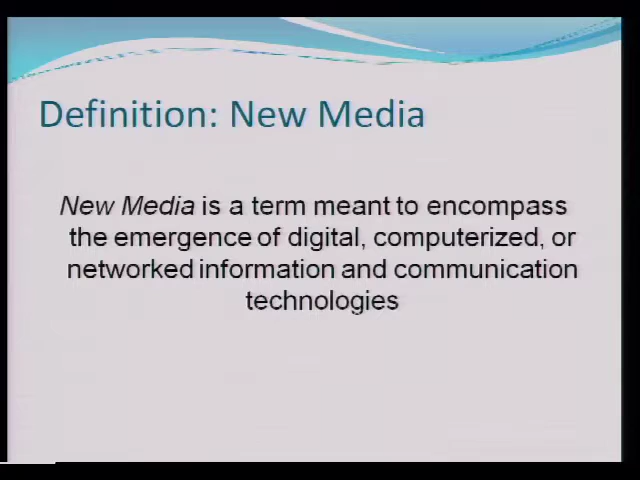 Definition: New Media
New Media is a term meant to encompass
the emergence of digital, computerized, or
networked information and communication
technologies